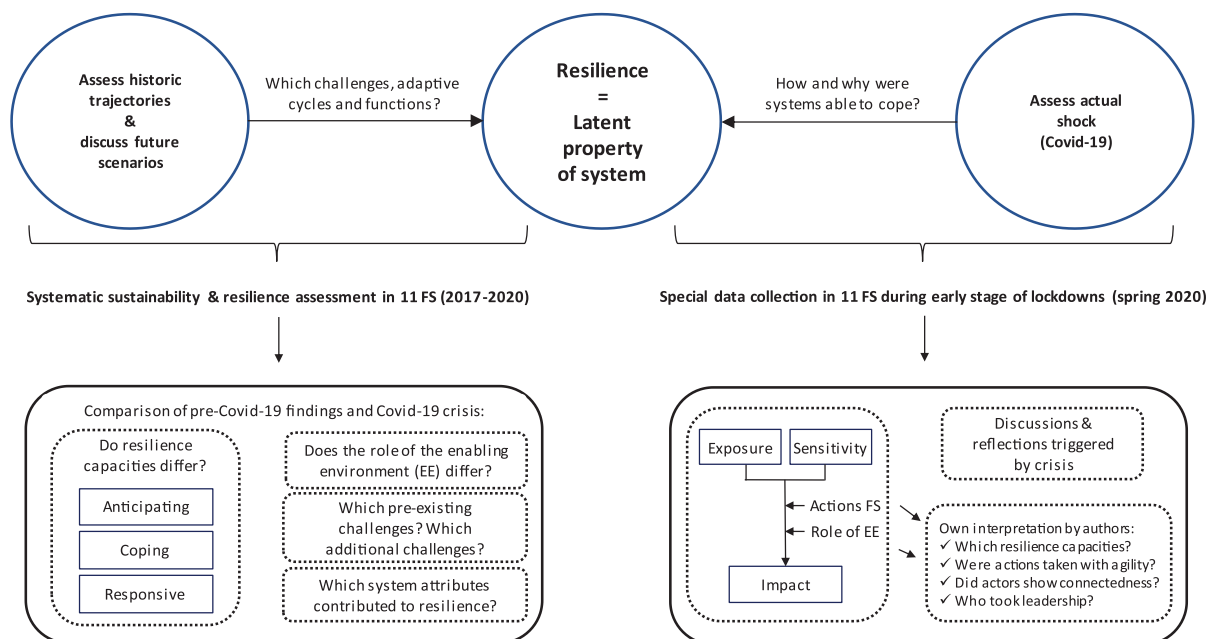 Assess historic
trajectories
&
discuss future
scenarios
Which challenges, adaptive
cycles and functions?
Resilience
=
Latent
property
of system
How and why were
systems able to cope?
Assess actual
shock
(Covid-19)
Systematic sustainability & resilience assessment in 11 FS (2017-2020)
Special data collection in 11 FS during early stage of lockdowns (spring 2020)
Comparison of pre-Covid-19 findings and Covid-19 crisis:
Do resilience
capacities differ?
Anticipating
Coping
Responsive
Does the role of the enabling
environment (EE) differ?
Which pre-existing
challenges? Which
additional challenges?
Which system attributes
contributed to resilience?
Exposure
Sensitivity
Actions FS
Role of EE
Impact
Discussions &
reflections triggered
by crisis
Own interpretation by authors:
✓ Which resilience capacities?
✓ Were actions taken with agility?
✓ Did actors show connectedness?
✓ Who took leadership?